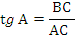 tg A = BC/AC